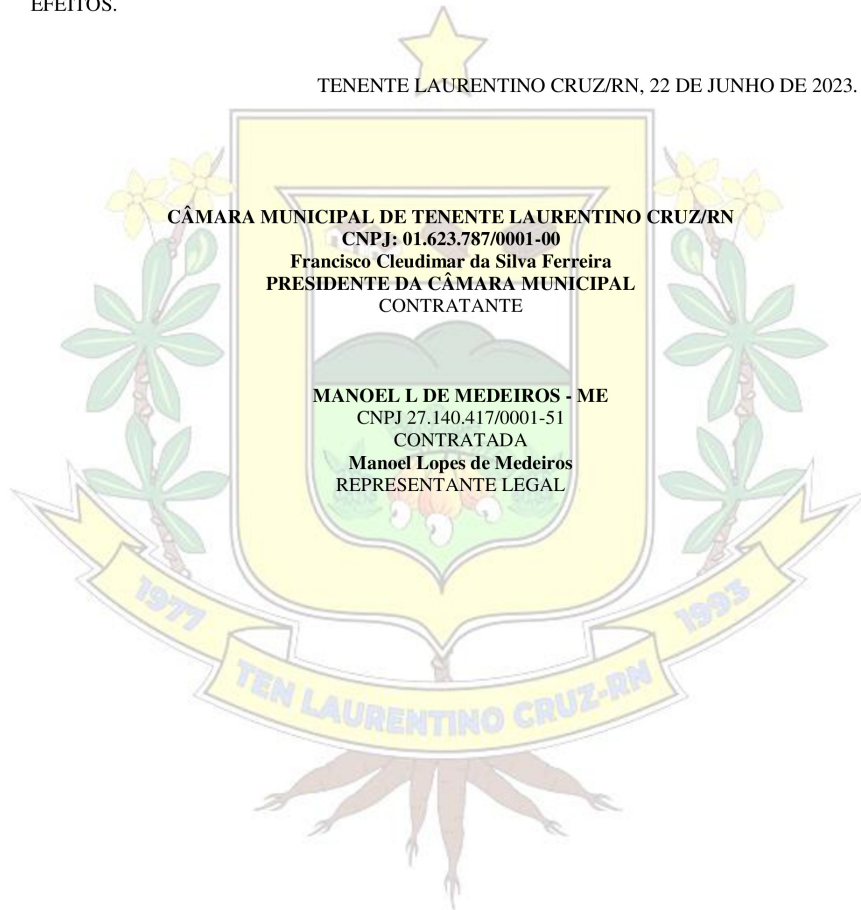 EFEITOS.
TENENTE LAURENTINO CRUZ/RN, 22 DE JUNHO DE 2023.
CÂMARA MUNICIPAL DE TENENTE LAURENTINO CRUZ/RN
CNPJ: 01.623.787/0001-00
Francisco Cleudimar da Silva Ferreira
PRESIDENTE DA CÂMARA MUNICIPAL
CONTRATANTE
MANOEL L DE MEDEIROS - ME
CNPJ 27.140.417/0001-51
CONTRATADA
Manoel Lopes de Medeiros
REPRESENTANTE LEGAL
1977
1993
TEN LAURENTINO CRUZ-RN